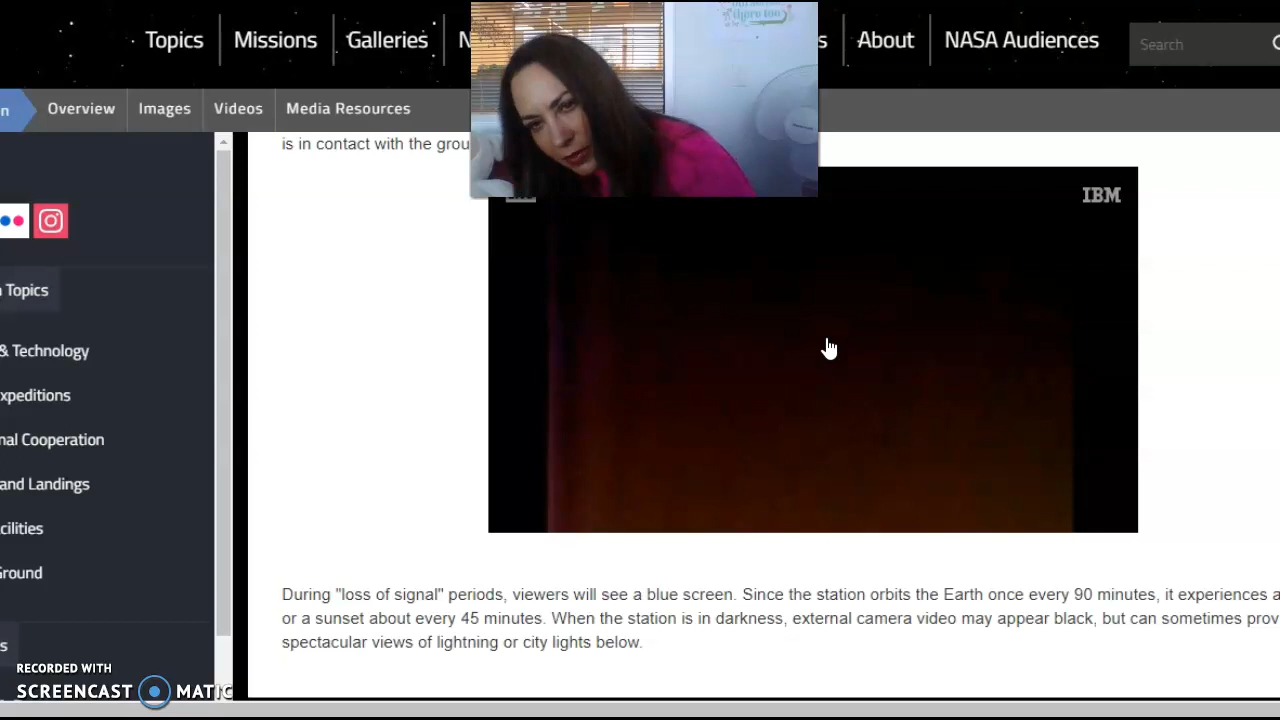 there too
Topics
Missions
Galleries
N
s
About
NASA Audiences
Search
n
Overview
Images
Videos
Media Resources
is in contact with the grou
IBM
n Topics
& Technology
xpeditions
nal Cooperation
and Landings
cilities
Ground
s
During "loss of signal" periods, viewers will see a blue screen. Since the station orbits the Earth once every 90 minutes, it experiences a
or a sunset about every 45 minutes. When the station is in darkness, external camera video may appear black, but can sometimes prov
spectacular views of lightning or city lights below.
RECORDED WITH
SCREENCAST MATIC